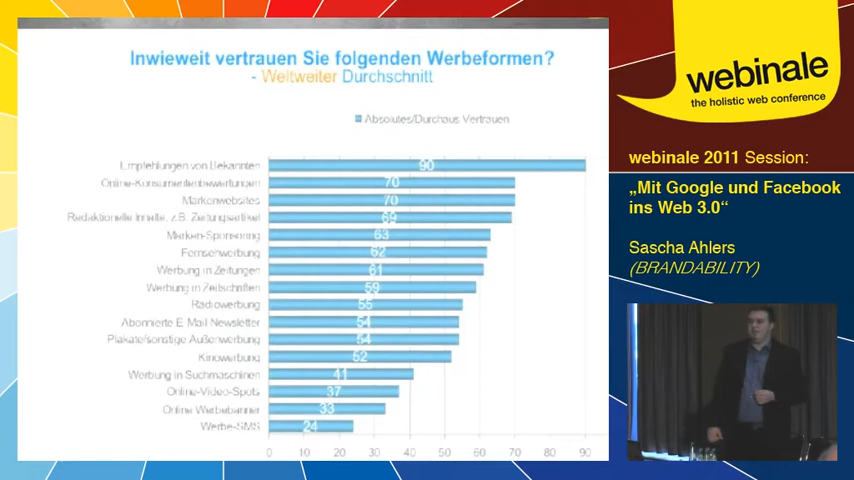 Inwieweit vertrauen Sie folgenden Werbeformen?
- Weltweiter Durchschnitt
Absolutes/Durchaus Vertrauen
Empfehlungen von Bekannten 90
Online-Konsumentenbewertungen 70
Markenwebsites 70
Redaktionelle Inhalte, z.B. Zeitungsartikel 69
Marken-Sponsoring 63
Fernsehwerbung 62
Werbung in Zeitungen 61
Werbung in Zeitschriften 59
Radiowerbung 55
Abonnierte E Mail Newsletter 54
Plakate/sonstige Außenwerbung 54
Kinowerbung 52
Werbung in Suchmaschinen 41
Online-Video-Spots 37
Online Werbebanner 33
Werbe-SMS 24
0 10 20 30 40 50 60 70 80 90
webinale
the holistic web conference
webinale 2011 Session:
„Mit Google und Facebook
ins Web 3.0“
Sascha Ahlers
(BRANDABILITY)